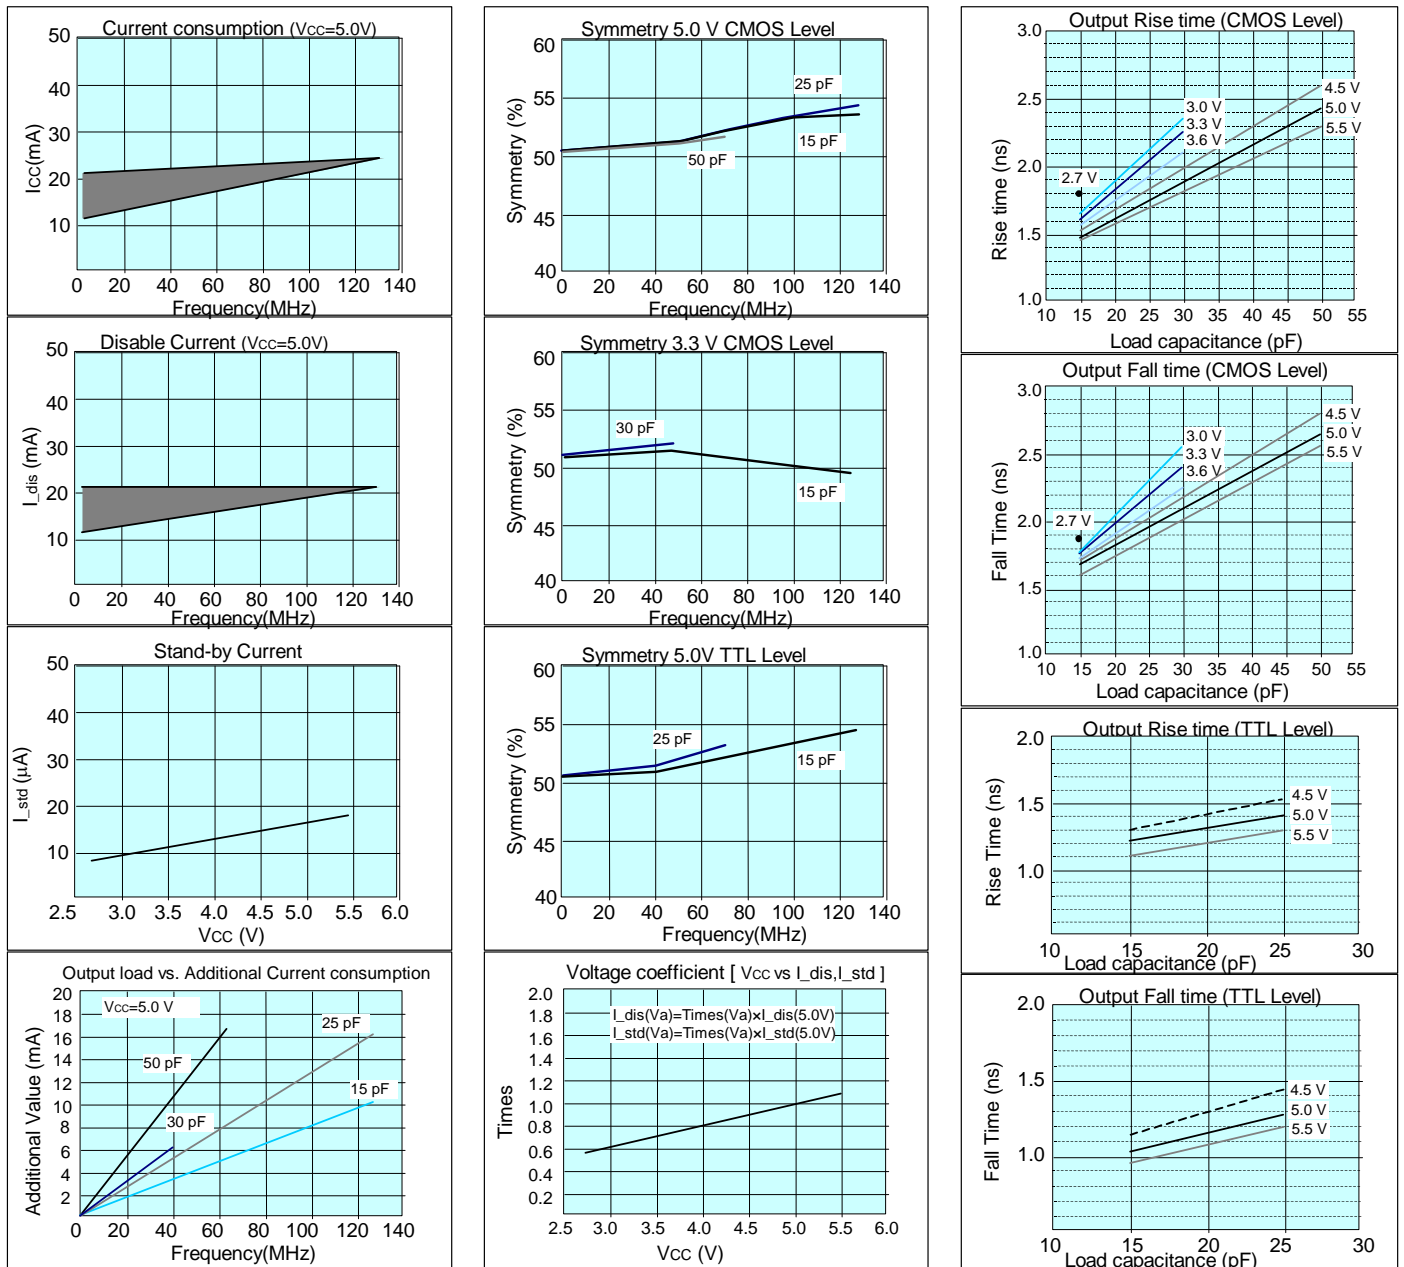 Current consumption (VCC=5.0V)
50
40
30
20
10
ICC(mA)
0 20 40 60 80 100 120 140
Frequency(MHz)
Disable Current (VCC=5.0V)
50
40
30
20
10
I_dis (mA)
0 20 40 60 80 100 120 140
Frequency(MHz)
Stand-by Current
50
40
30
20
10
I_std (µA)
2.5 3.0 3.5 4.0 4.5 5.0 5.5 6.0
VCC (V)
Output load vs. Additional Current consumption
20
18
16
14
12
10
8
6
4
2
Additional Value (mA)
VCC=5.0 V
25 pF
50 pF
15 pF
30 pF
0 20 40 60 80 100 120 140
Frequency(MHz)
Symmetry 5.0 V CMOS Level
60
55
50
45
40
Symmetry (%)
25 pF
15 pF
50 pF
0 20 40 60 80 100 120 140
Frequency(MHz)
Symmetry 3.3 V CMOS Level
60
55
50
45
40
Symmetry (%)
30 pF
15 pF
0 20 40 60 80 100 120 140
Frequency(MHz)
Symmetry 5.0V TTL Level
60
55
50
45
40
Symmetry (%)
25 pF
15 pF
0 20 40 60 80 100 120 140
Frequency(MHz)
Voltage coefficient [ VCC vs I_dis,I_std ]
2.0
1.8
1.6
1.4
1.2
1.0
0.8
0.6
0.4
0.2
Times
I_dis(Va)=Times(Va)×I_dis(5.0V)
I_std(Va)=Times(Va)×I_std(5.0V)
2.5 3.0 3.5 4.0 4.5 5.0 5.5 6.0
VCC (V)
Output Rise time (CMOS Level)
3.0
2.5
2.0
1.5
1.0
Rise time (ns)
4.5 V
3.0 V
5.0 V
3.3 V
5.5 V
3.6 V
2.7 V
10 15 20 25 30 35 40 45 50 55
Load capacitance (pF)
Output Fall time (CMOS Level)
3.0
2.5
2.0
1.5
1.0
Fall Time (ns)
4.5 V
3.0 V
5.0 V
3.3 V
5.5 V
3.6 V
2.7 V
10 15 20 25 30 35 40 45 50 55
Load capacitance (pF)
Output Rise time (TTL Level)
2.0
1.5
1.0
Rise Time (ns)
4.5 V
5.0 V
5.5 V
10 15 20 25 30
Load capacitance (pF)
Output Fall time (TTL Level)
2.0
1.5
1.0
Fall Time (ns)
4.5 V
5.0 V
5.5 V
10 15 20 25 30
Load capacitance (pF)